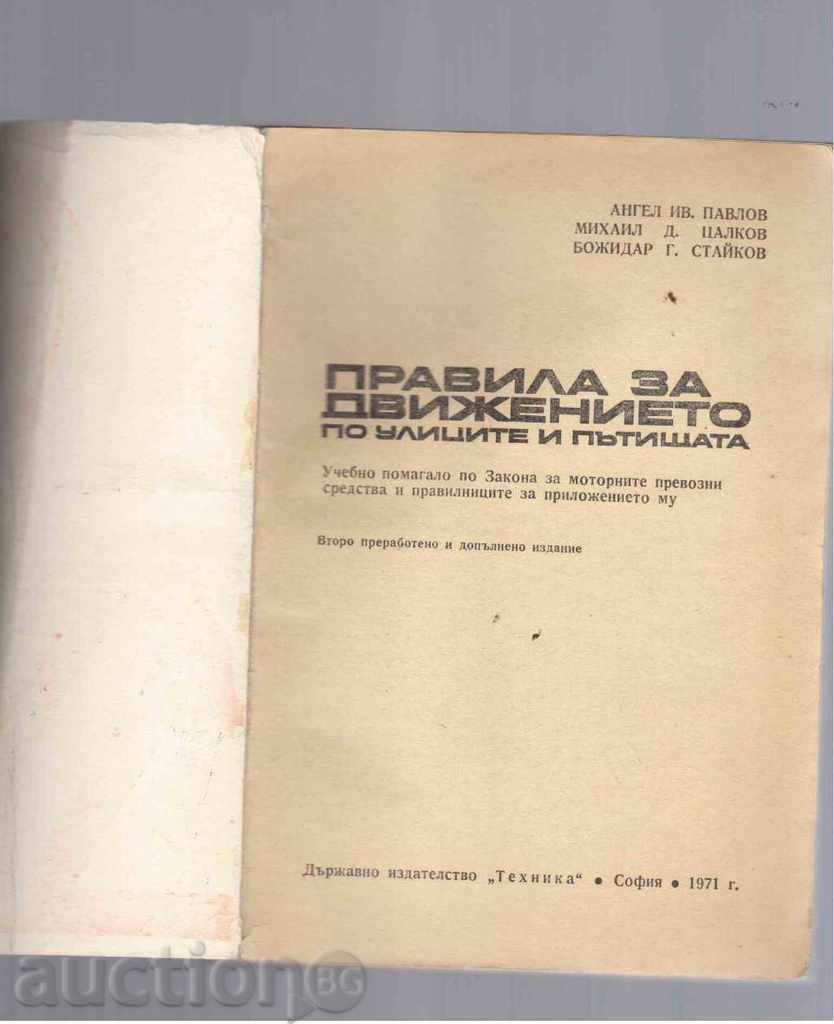 АНГЕЛ ИВ. ПАВЛОВ
МИХАИЛ Д. ЦАЛКОВ
БОЖИДАР Г. СТАЙКОВ
ПРАВИЛА ЗА
ДВИЖЕНИЕТО
ПО УЛИЦИТЕ И ПЪТИЩАТА
Учебно помагало по Закона за моторните превозни
средства и правилниците за приложението му
Второ преработено и допълнено издание
Държавно издателство „Техника“ • София • 1971 г.
auction BG